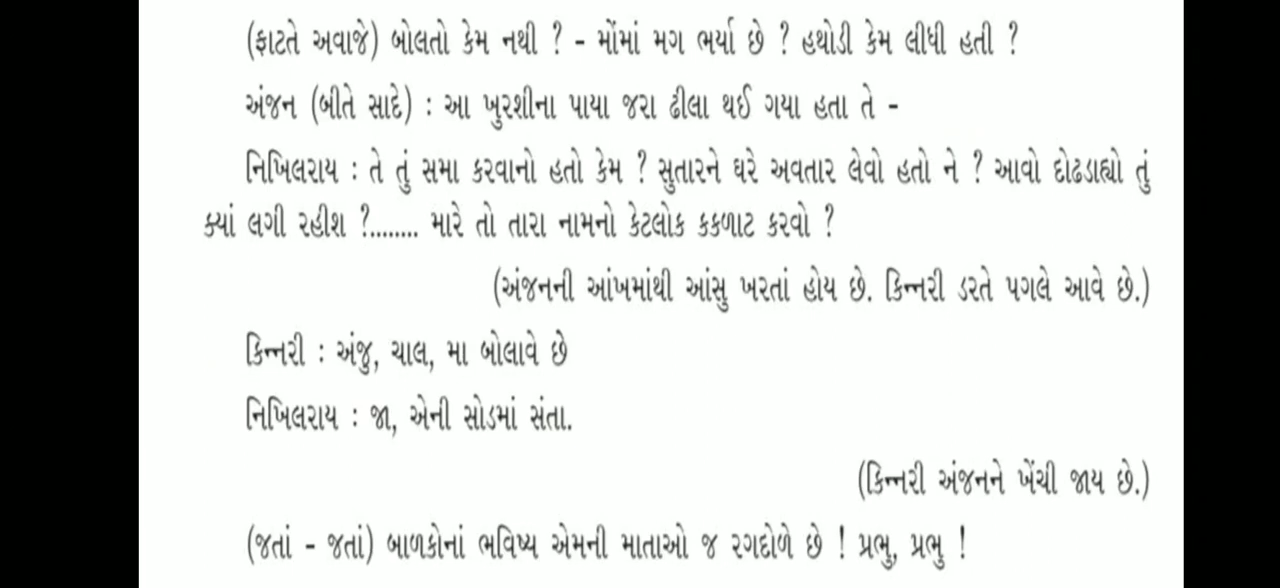 (ફાટતે અવાજે) બોલતો કેમ નથી ? - મોંમાં મગ ભર્યા છે ? હથોડી કેમ લીધી હતી ?
અંજન (બીતે સાદે) : આ ખુરશીના પાયા જરા ઢીલા થઈ ગયા હતા તે -
નિખિલરાય : તે તું સમા કરવાનો હતો કેમ ? સુતારને ઘરે અવતાર લેવો હતો ને ? આવો દોઢડાહ્યો તું
ક્યાં લગી રહીશ ?........ મારે તો તારા નામનો કેટલોક કકળાટ કરવો ?
(અંજનની આંખમાંથી આંસુ ખરતાં હોય છે. કિન્નરી ડરતે પગલે આવે છે.)
કિન્નરી : અંજુ, ચાલ, મા બોલાવે છે
નિખિલરાય : જા, એની સોડમાં સંતા.
(કિન્નરી અંજનને ખેંચી જાય છે.)
(જતાં - જતાં) બાળકોનાં ભવિષ્ય એમની માતાઓ જ રગદોળે છે ! પ્રભુ, પ્રભુ !